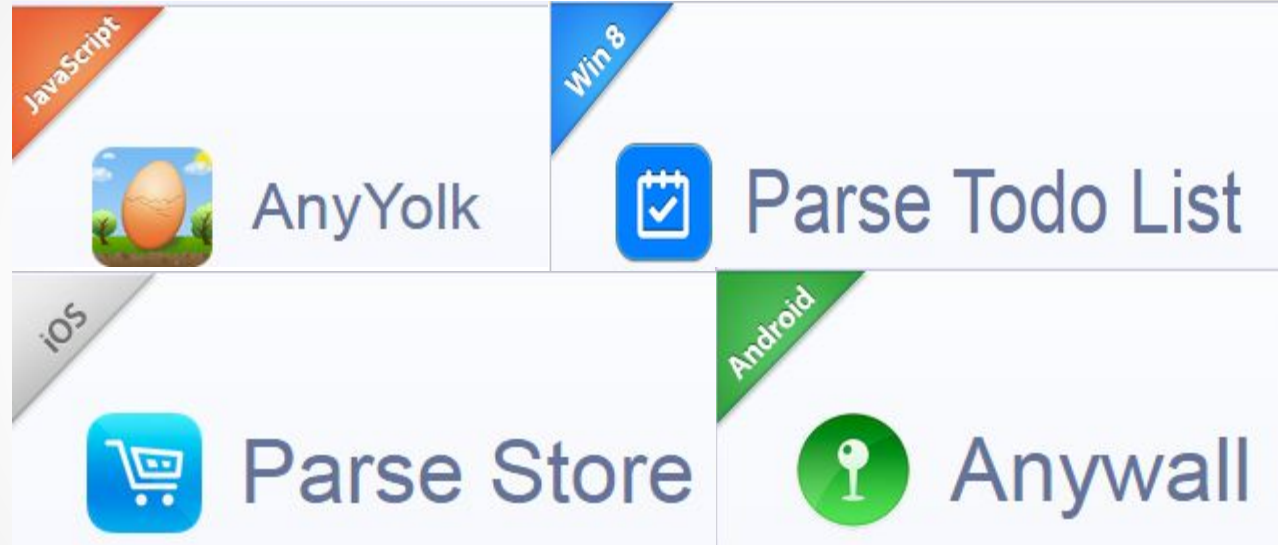 JavaScript
AnyYolk
Win 8
Parse Todo List
iOS
Parse Store
Android
Anywall